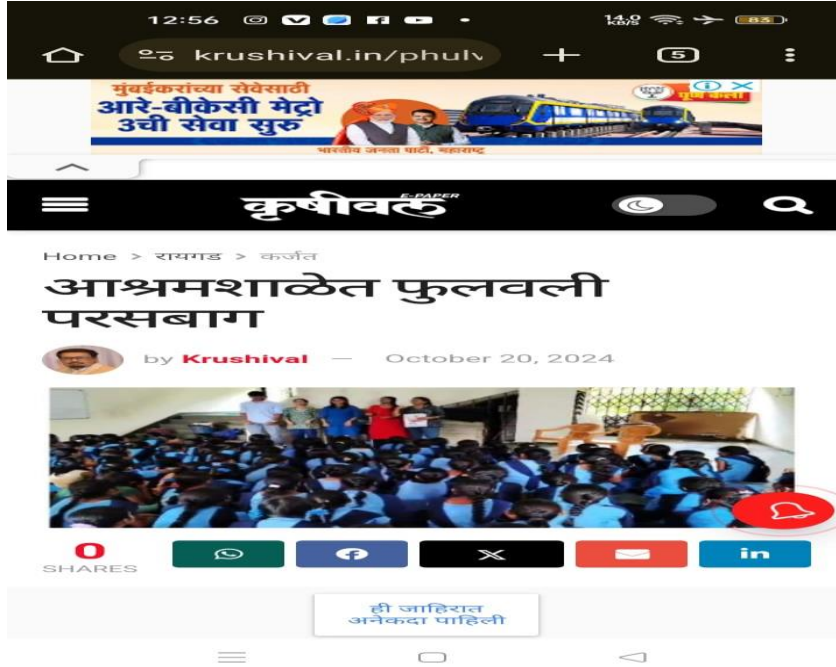 12:56
14.0
KB/S
83
krushival.in/phulv
5
मुंबईकरांच्या सेवेसाठी
आरे-बीकेसी मेट्रो
3ची सेवा सुरु
भारतीय जनता पार्टी, महाराष्ट्र
E-PAPER
कृषीवल
Home > रायगड > कर्जत
आश्रमशाळेत फुलवली
परसबाग
by Krushival — October 20, 2024
0
SHARES
in
ही जाहिरात
अनेकदा पाहिली